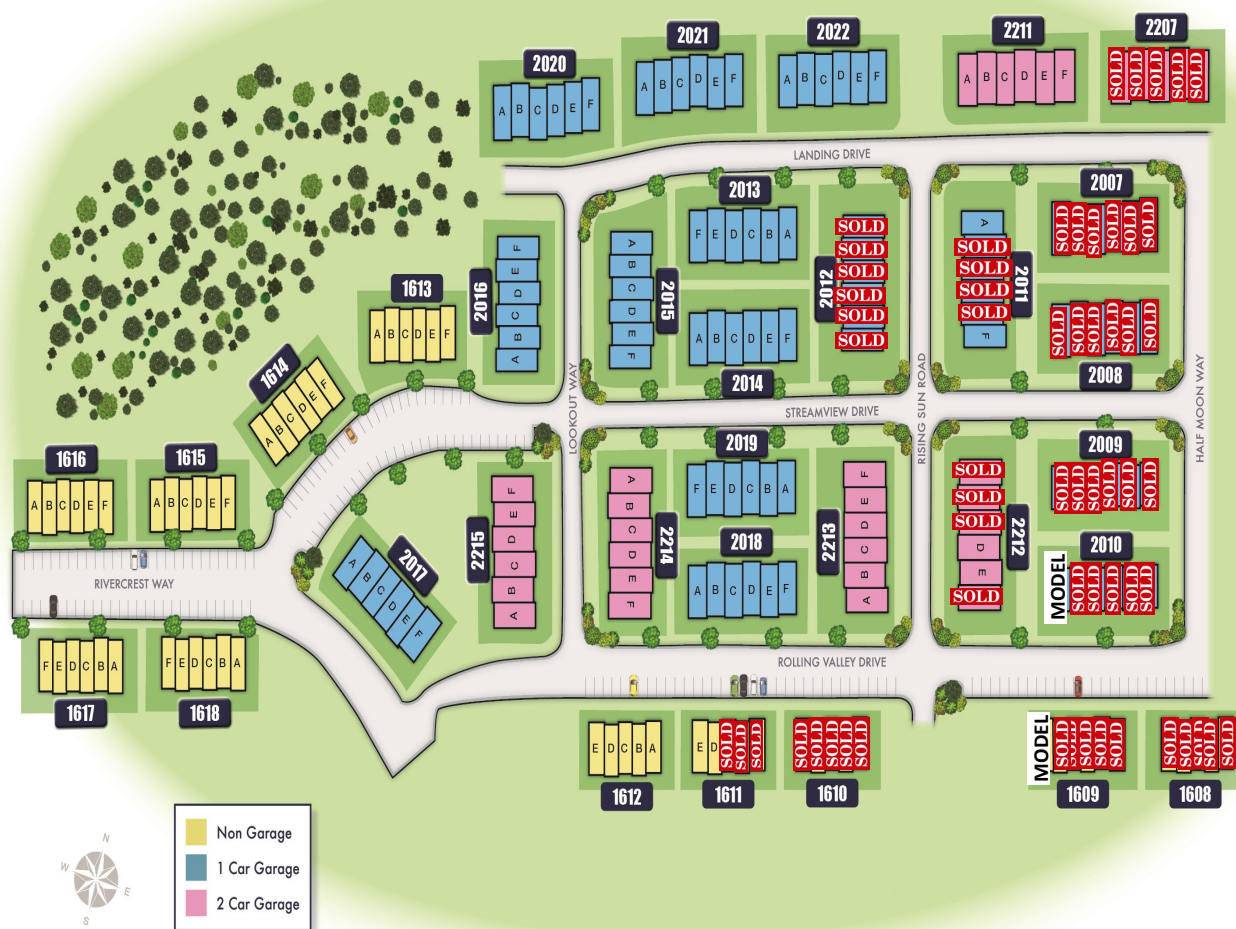 2020
A B C D E F
2021
A B C D E F
2022
A B C D E F
2211
A B C D E F
2207
SOLD SOLD SOLD SOLD SOLD
LANDING DRIVE
2016
F E D C B A
2015
A B C D E F
2013
F E D C B A
2014
A B C D E F
2012
SOLD
SOLD
SOLD
SOLD
SOLD
SOLD
2011
A
SOLD
SOLD
SOLD
SOLD
F
2007
SOLD SOLD SOLD SOLD SOLD SOLD
2008
SOLD SOLD SOLD SOLD SOLD SOLD
1613
A B C D E F
1614
A B C D E F
LOOKOUT WAY
STREAMVIEW DRIVE
RISING SUN ROAD
HALF MOON WAY
1616
A B C D E F
1615
A B C D E F
2215
F E D C B A
2017
A B C D E F
2214
A B C D E F
2019
F E D C B A
2018
A B C D E F
2213
F E D C B A
2212
SOLD
SOLD
SOLD
D
E
SOLD
2009
SOLD SOLD SOLD SOLD SOLD SOLD
2010
MODEL SOLD SOLD SOLD SOLD SOLD
RIVERCREST WAY
ROLLING VALLEY DRIVE
F E D C B A
1617
F E D C B A
1618
E D C B A
1612
E D SOLD SOLD SOLD
1611
SOLD SOLD SOLD SOLD SOLD
1610
MODEL SOLD SOLD SOLD SOLD SOLD
1609
SOLD SOLD SOLD SOLD SOLD
1608
N
W
E
S
Non Garage
1 Car Garage
2 Car Garage